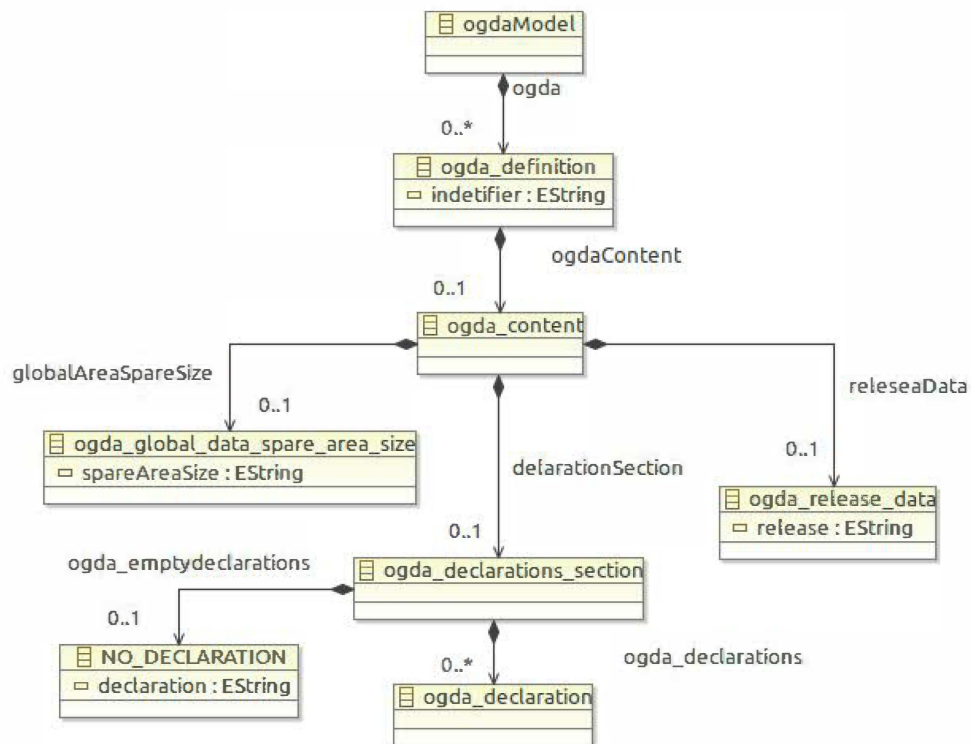 ogdaModel
ogda
0..*
ogda_definition
indetifier : EString
ogdaContent
0..1
ogda_content
globalAreaSpareSize
releseaData
0..1
ogda_global_data_spare_area_size
spareAreaSize : EString
delarationSection
0..1
ogda_release_data
release : EString
0..1
ogda_emptydeclarations
ogda_declarations_section
0..1
NO_DECLARATION
declaration : EString
ogda_declarations
0..*
ogda_declaration